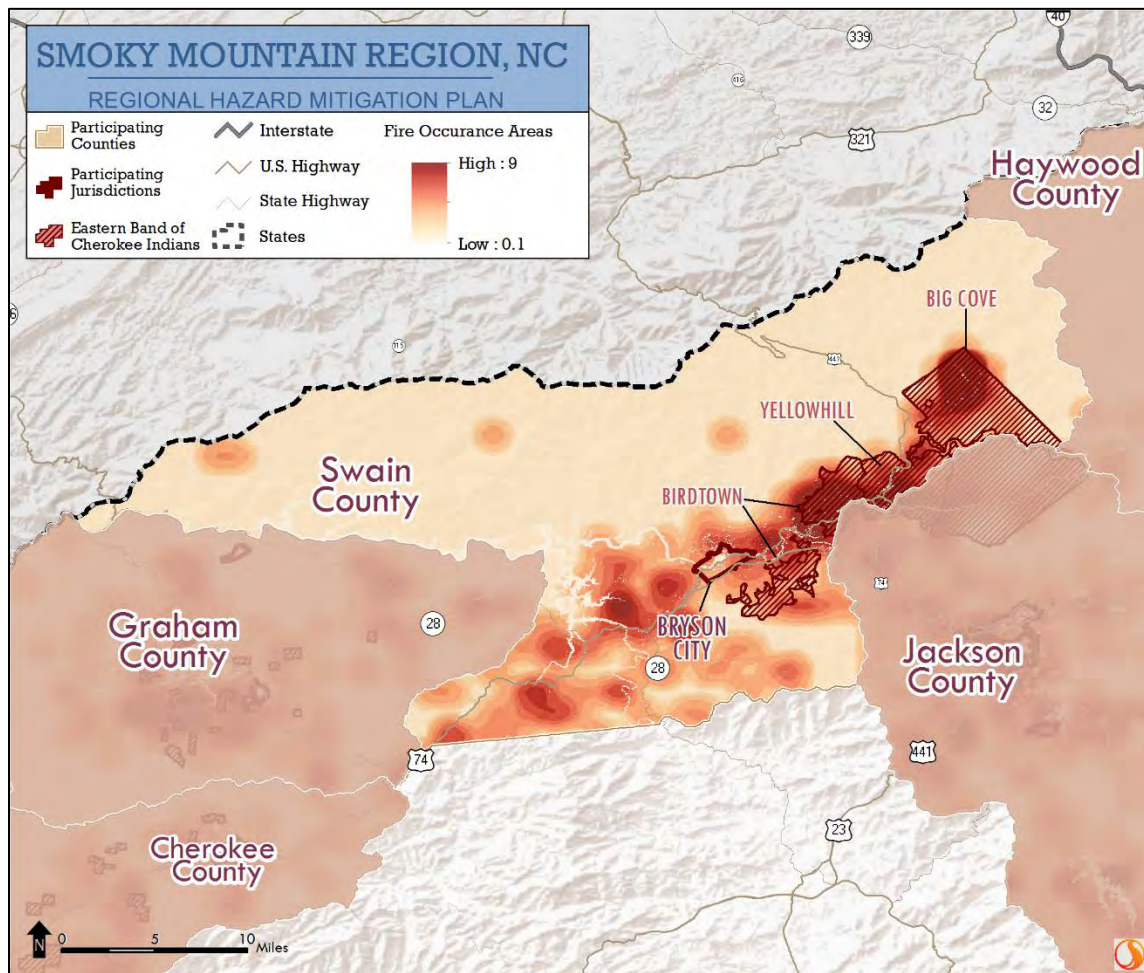 SMOKY MOUNTAIN REGION, NC
REGIONAL HAZARD MITIGATION PLAN
Participating
Counties
Participating
Jurisdictions
Eastern Band of
Cherokee Indians
Interstate
U.S. Highway
State Highway
States
Fire Occurance Areas
High : 9
Low : 0.1
40
339
416
32
321
Haywood
County
BIG COVE
115
441
YELLOWHILL
Swain
County
BIRDTOWN
74
Graham
County
28
BRYSON
CITY
28
Jackson
County
74
441
23
Cherokee
County
N
0 5 10
Miles